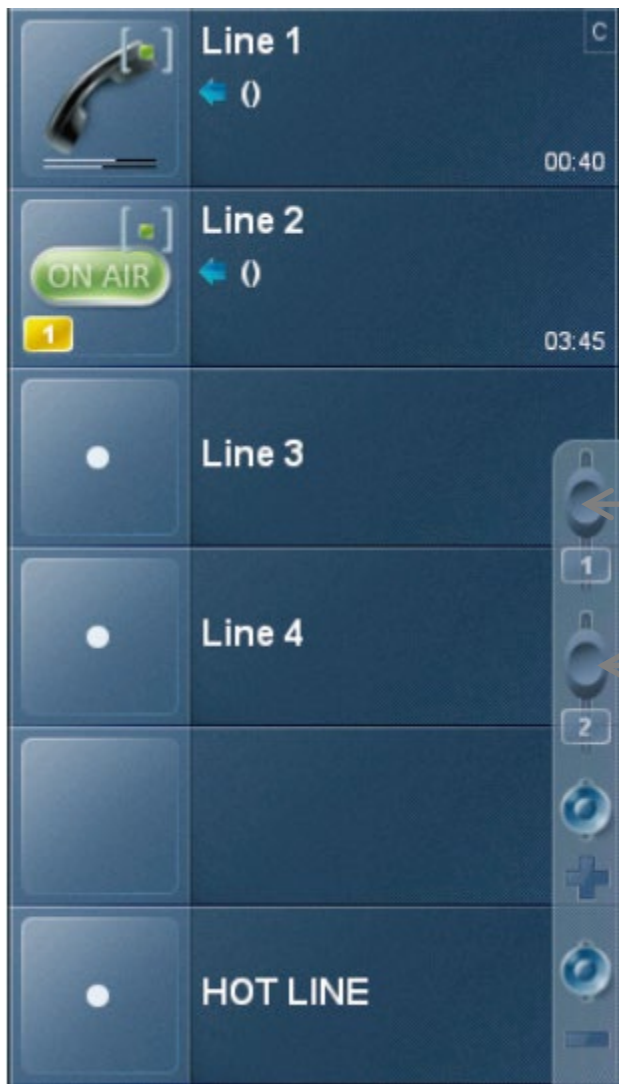 Line 1
C
()
00:40
Line 2
ON AIR
()
1
03:45
Line 3
1
Line 4
2
HOT LINE